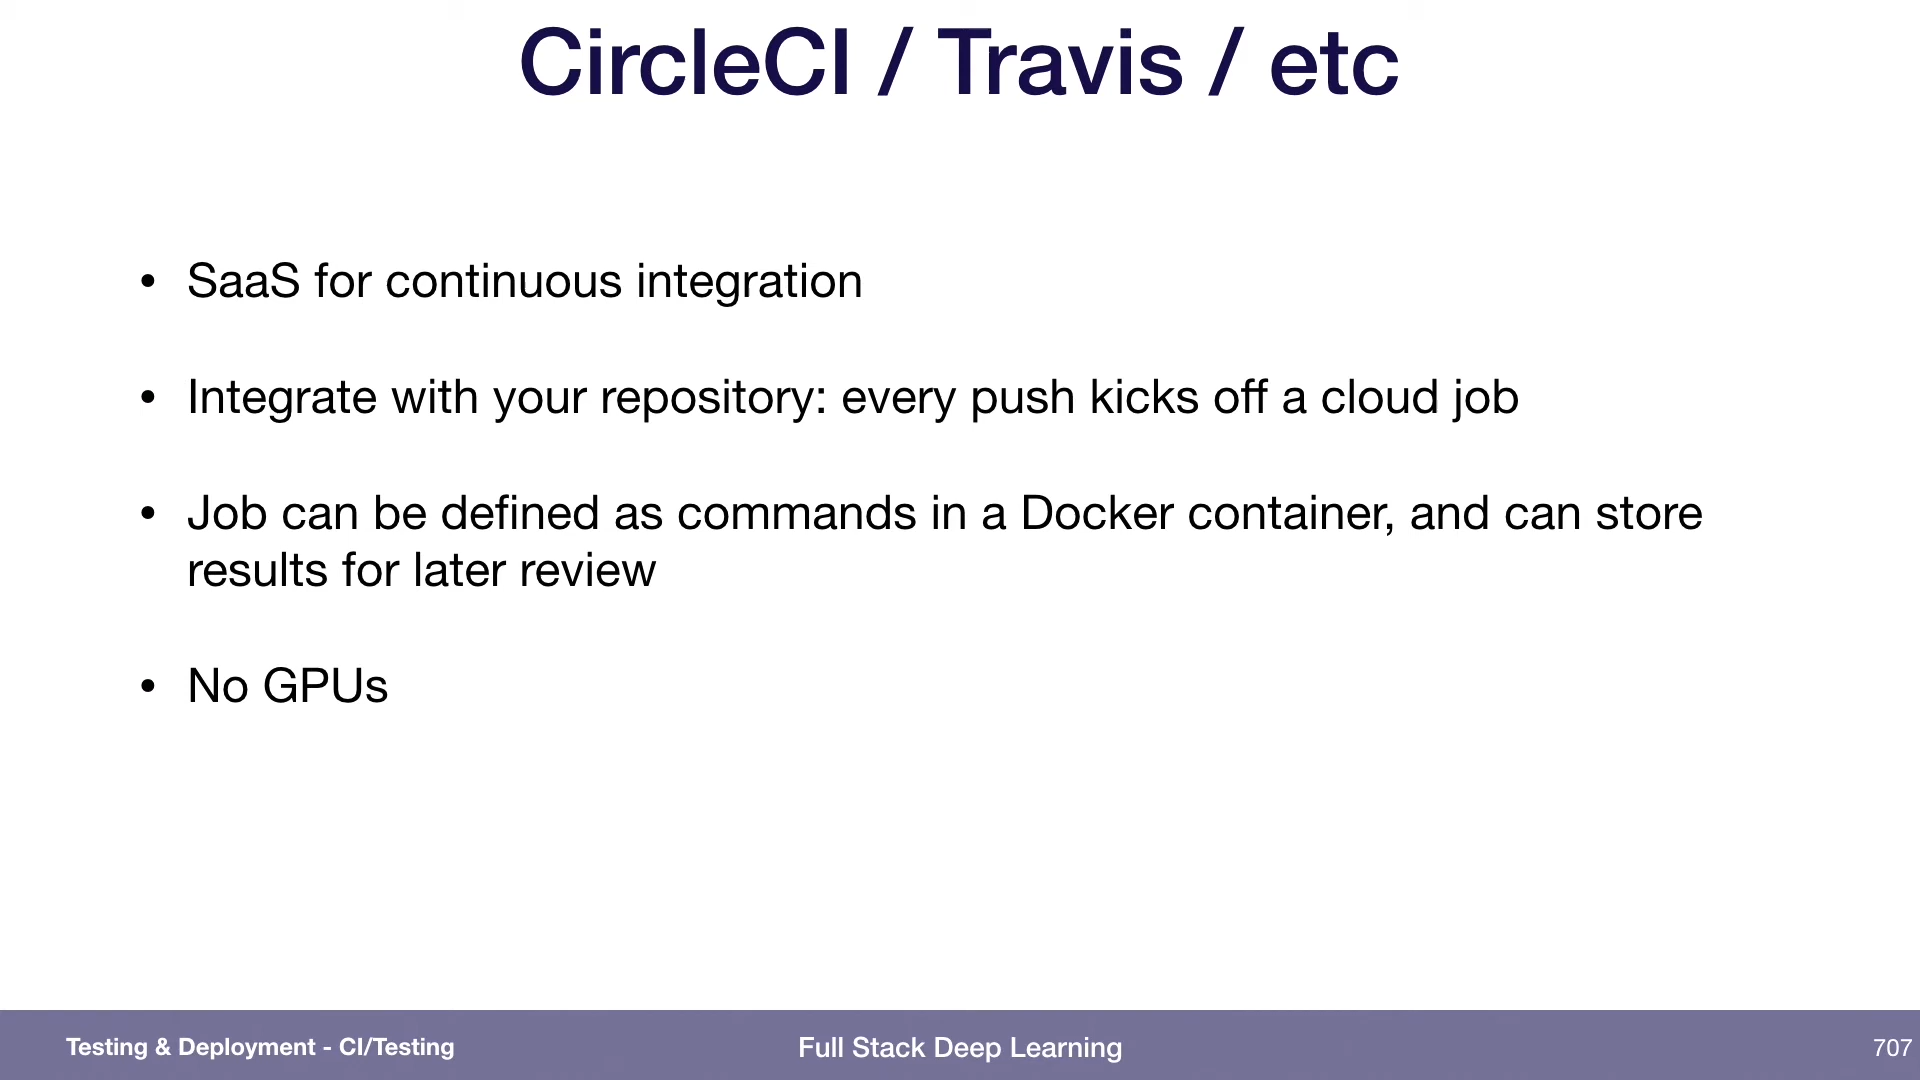 CircleCI / Travis / etc
• SaaS for continuous integration
• Integrate with your repository: every push kicks off a cloud job
• Job can be defined as commands in a Docker container, and can store
results for later review
• No GPUs
Testing & Deployment - CI/Testing
Full Stack Deep Learning
707